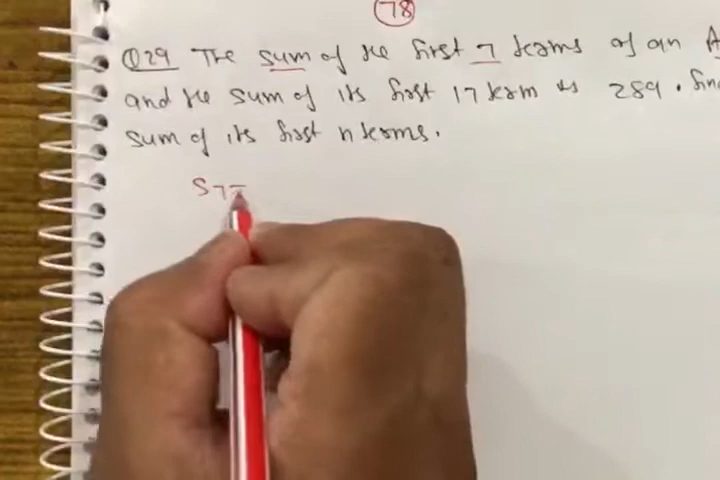 78
Q29 The sum of the first 7 terms of an A
and the sum of its first 17 term is 289. fin
sum of its first n terms.
S7=